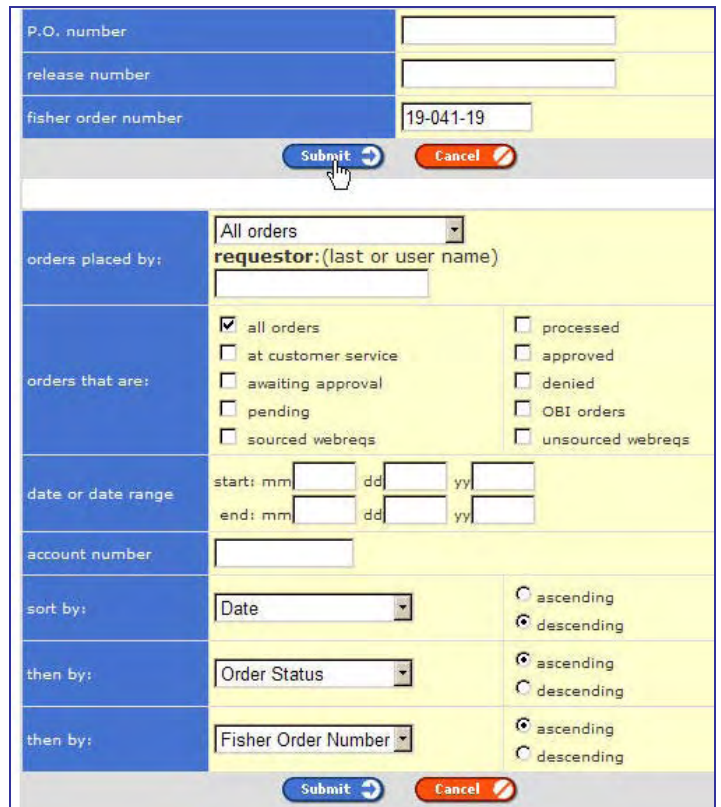 P.O. number
release number
fisher order number 19-041-19
Submit Cancel
All orders
orders placed by: requestor:(last or user name)
all orders processed
at customer service approved
orders that are: awaiting approval denied
pending OBI orders
sourced webreqs unsourced webreqs
start: mm dd yy
date or date range
end: mm dd yy
account number
sort by: Date ascending
descending
then by: Order Status ascending
descending
then by: Fisher Order Number ascending
descending
Submit Cancel